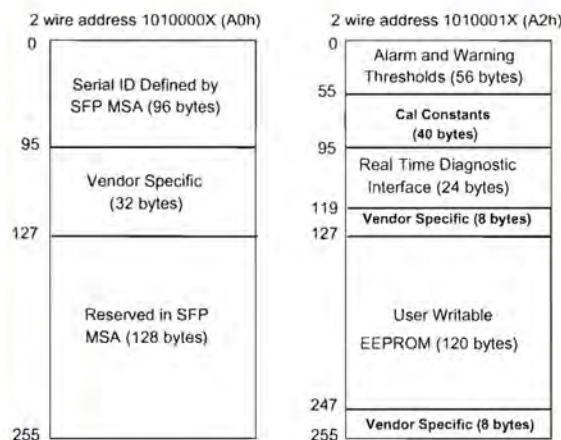 2 wire address 1010000X (A0h)
0
Serial ID Defined by
SFP MSA (96 bytes)
95
Vendor Specific
(32 bytes)
127
Reserved in SFP
MSA (128 bytes)
255
2 wire address 1010001X (A2h)
0
Alarm and Warning
Thresholds (56 bytes)
55
Cal Constants
(40 bytes)
95
Real Time Diagnostic
Interface (24 bytes)
119
Vendor Specific (8 bytes)
127
User Writable
EEPROM (120 bytes)
247
Vendor Specific (8 bytes)
255